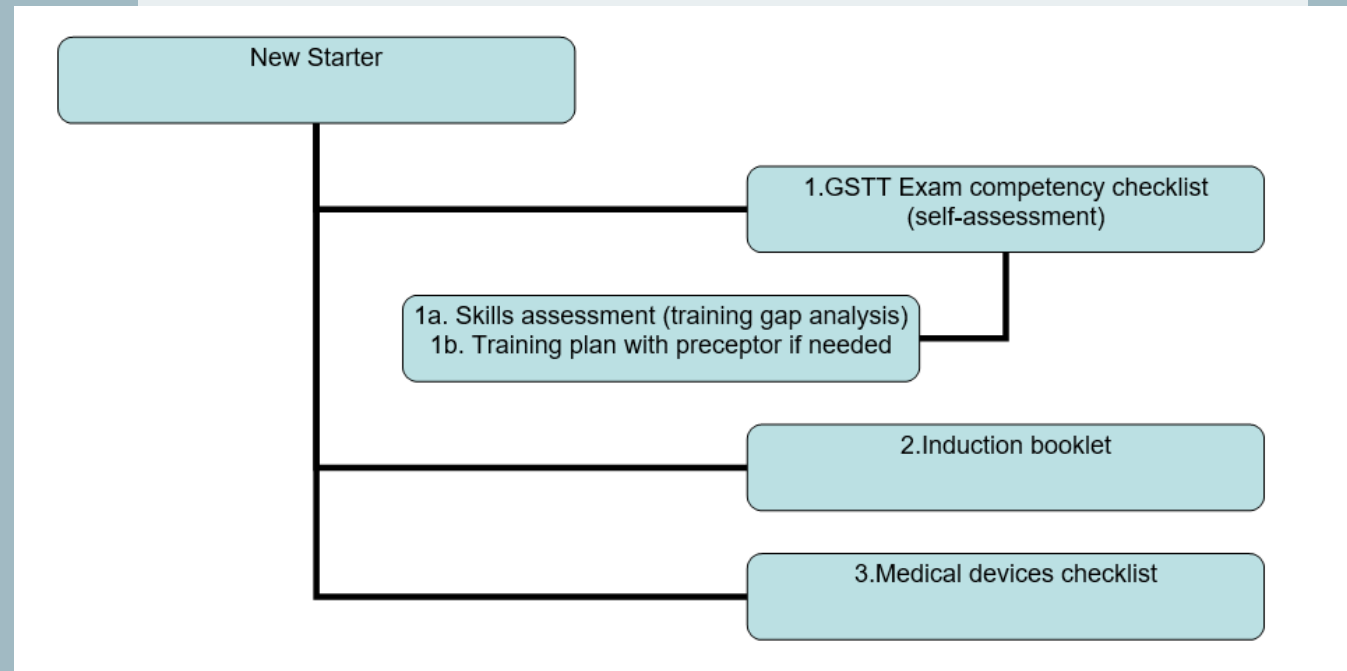 New Starter
1.GSTT Exam competency checklist
(self-assessment)
1a. Skills assessment (training gap analysis)
1b. Training plan with preceptor if needed
2.Induction booklet
3.Medical devices checklist